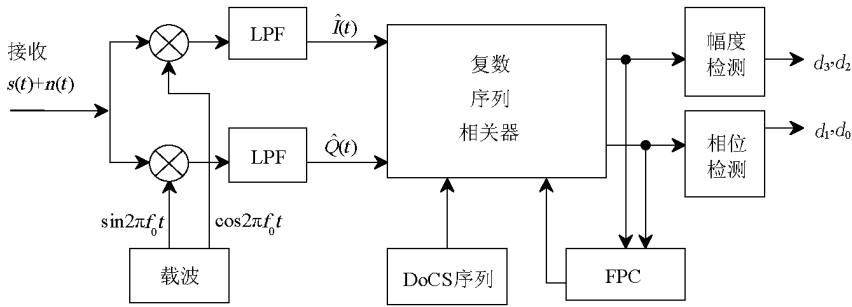 接收
s(t)+n(t)
LPF
Î(t)
复数
序列
相关器
幅度
检测
d₃,d₂
LPF
Q̂(t)
相位
检测
d₁,d₀
sin2πf₀t
cos2πf₀t
载波
DoCS序列
FPC